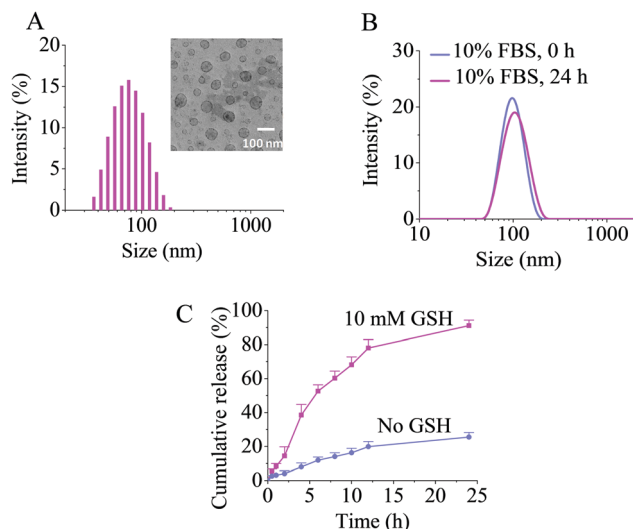 A
Intensity (%)
20
15
10
5
0
100
1000
Size (nm)
100 nm
B
Intensity (%)
30
20
10
0
10
100
1000
Size (nm)
10% FBS, 0 h
10% FBS, 24 h
C
Cumulative release (%)
100
80
60
40
20
0
0
5
10
15
20
25
Time (h)
10 mM GSH
No GSH